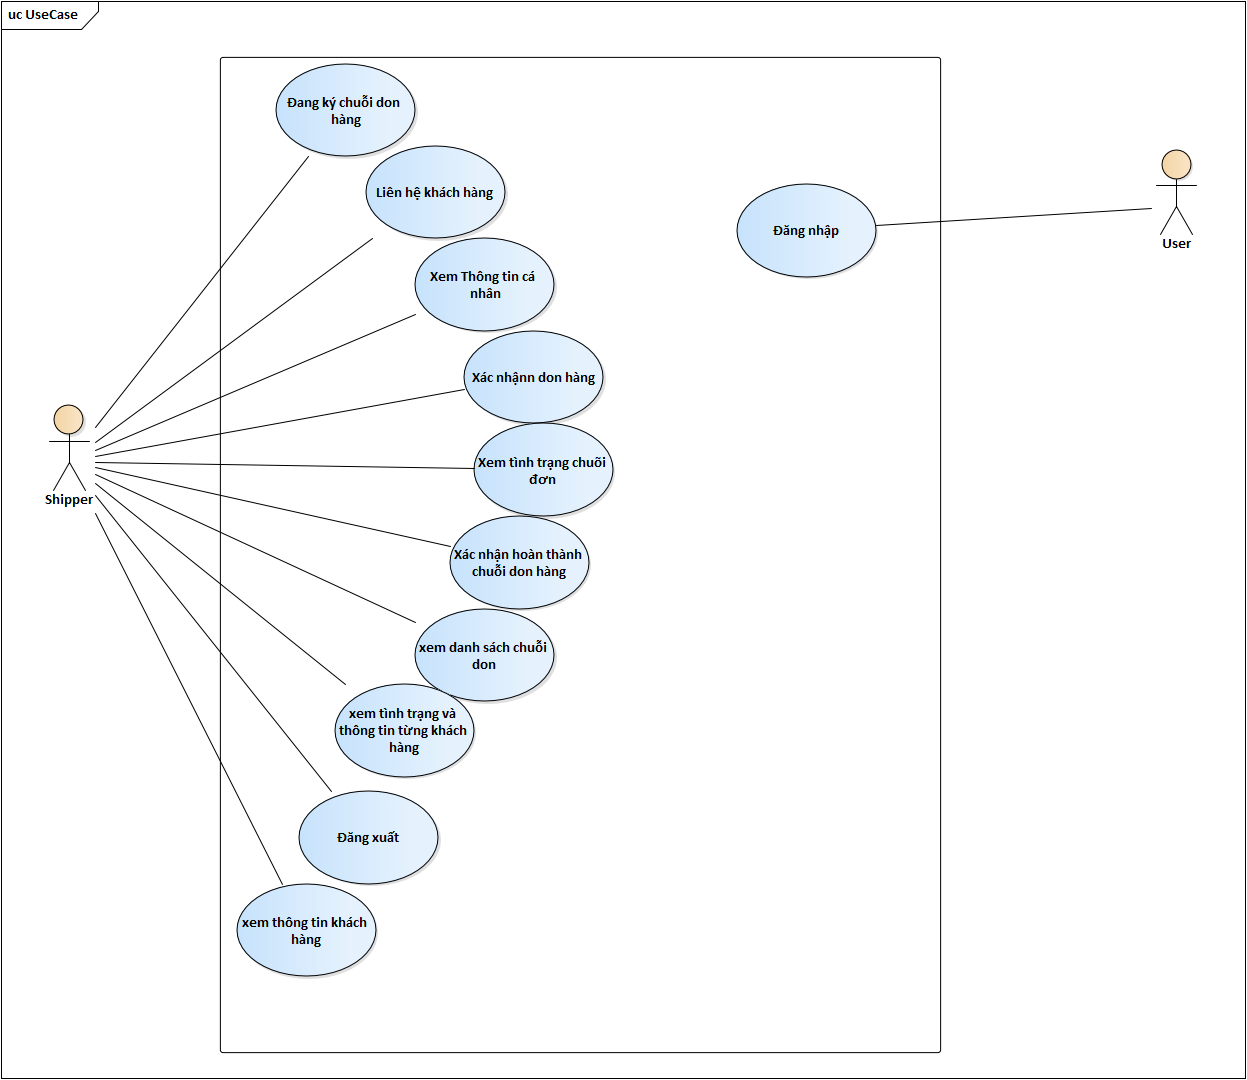 uc UseCase
Đang ký chuỗi don
hàng
Liên hệ khách hàng
Xem Thông tin cá
nhân
Đăng nhập
User
Xác nhậnn don hàng
Xem tình trạng chuõi
đơn
Shipper
Xác nhận hoàn thành
chuỗi don hàng
xem danh sách chuỗi
don
xem tình trạng và
thông tin từng khách
hàng
Đăng xuất
xem thông tin khách
hàng